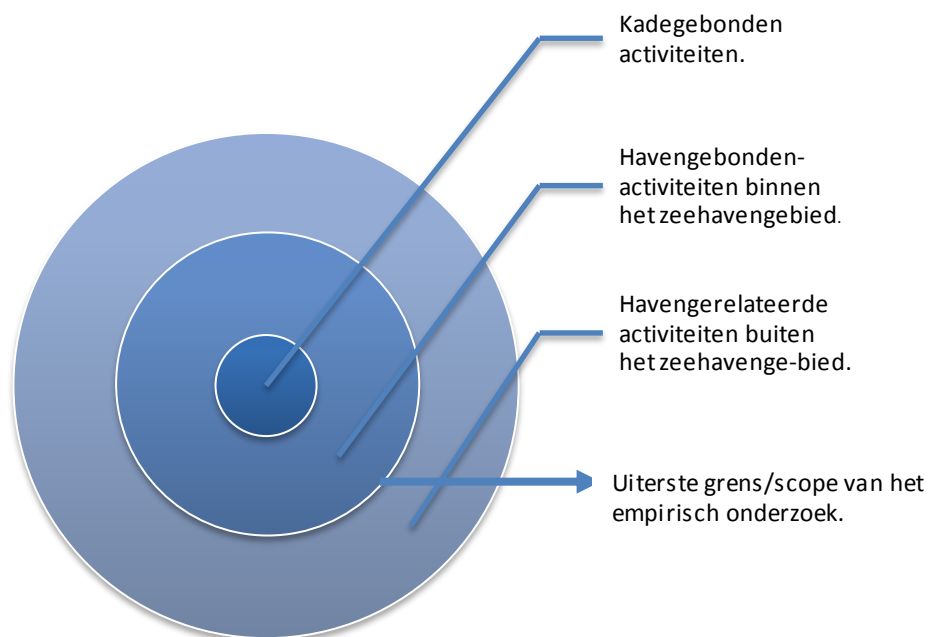 Kadegebonden
activiteiten.
Havengebonden-
activiteiten binnen
het zeehavengebied.
Havengerelateerde
activiteiten buiten
het zeehavenge-bied.
Uiterste grens/scope van het
empirisch onderzoek.